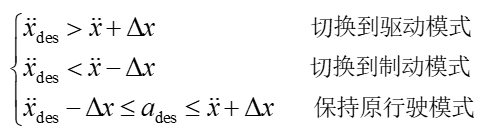 ẍ_des > ẍ + Δx 切换到驱动模式
ẍ_des < ẍ − Δx 切换到制动模式
ẍ_des − Δx ≤ a_des ≤ ẍ + Δx 保持原行驶模式